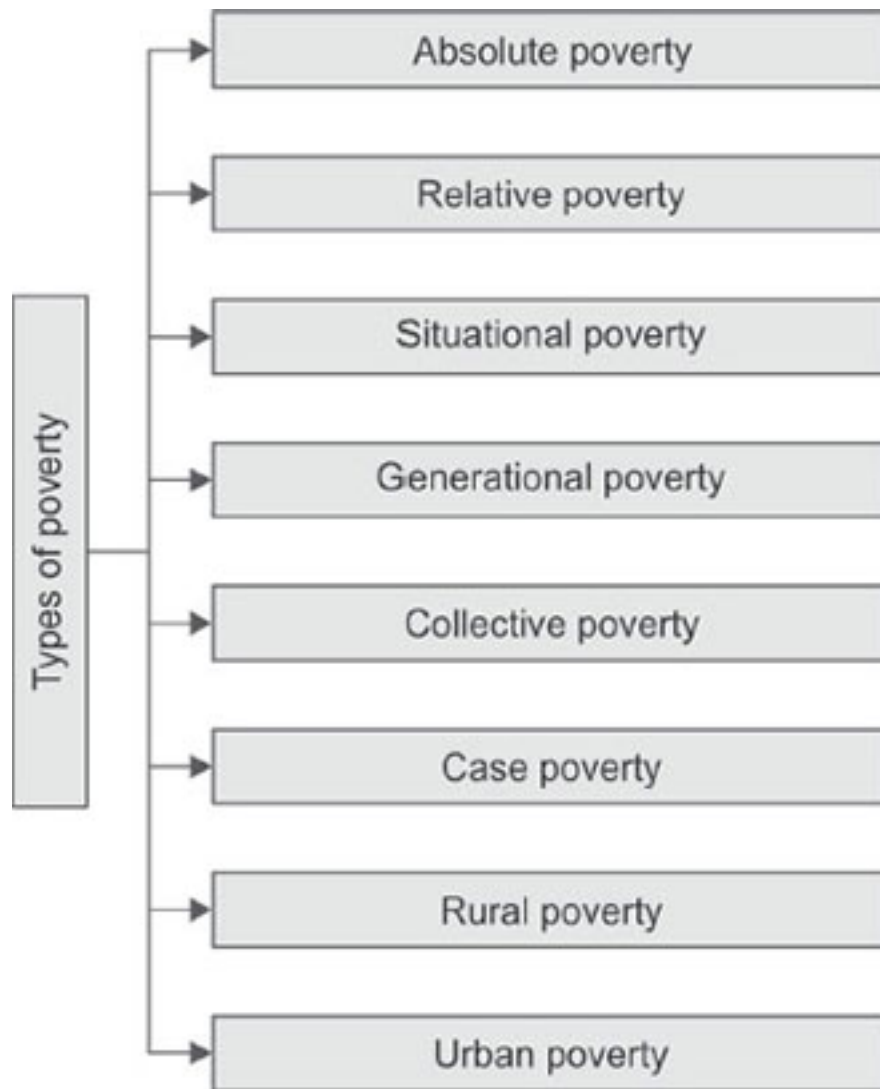 Types of poverty
Absolute poverty
Relative poverty
Situational poverty
Generational poverty
Collective poverty
Case poverty
Rural poverty
Urban poverty